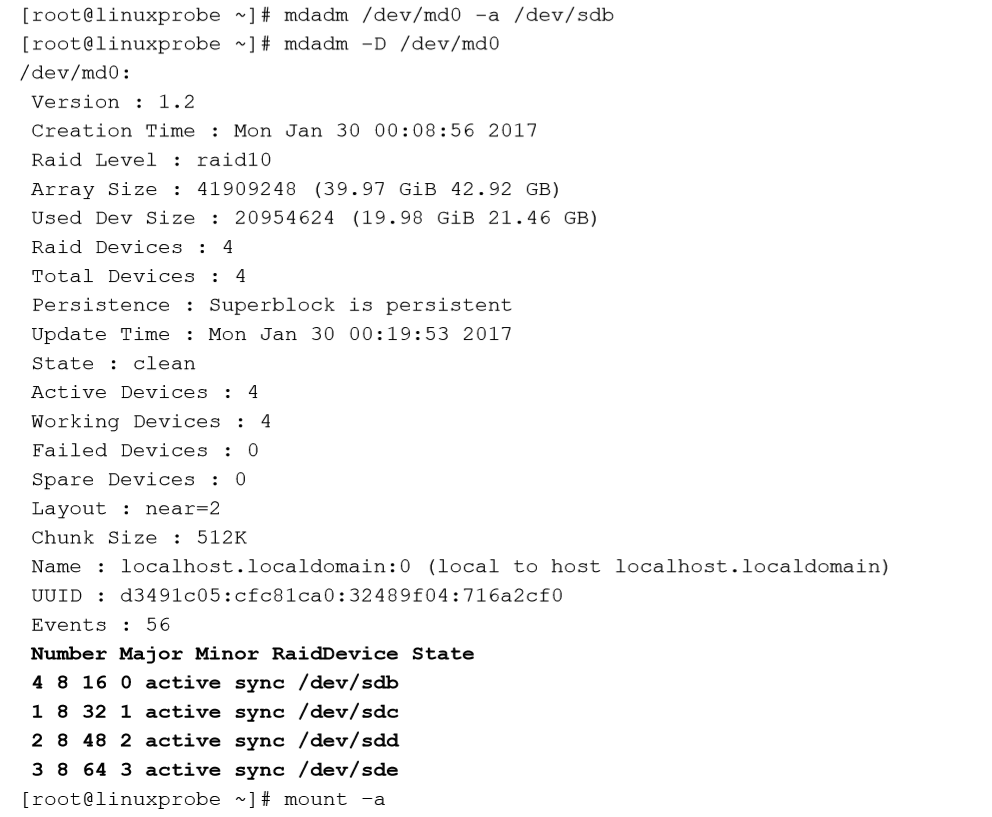 [root@linuxprobe ~]# mdadm /dev/md0 -a /dev/sdb
[root@linuxprobe ~]# mdadm -D /dev/md0
/dev/md0:
Version : 1.2
Creation Time : Mon Jan 30 00:08:56 2017
Raid Level : raid10
Array Size : 41909248 (39.97 GiB 42.92 GB)
Used Dev Size : 20954624 (19.98 GiB 21.46 GB)
Raid Devices : 4
Total Devices : 4
Persistence : Superblock is persistent
Update Time : Mon Jan 30 00:19:53 2017
State : clean
Active Devices : 4
Working Devices : 4
Failed Devices : 0
Spare Devices : 0
Layout : near=2
Chunk Size : 512K
Name : localhost.localdomain:0 (local to host localhost.localdomain)
UUID : d3491c05:cfc81ca0:32489f04:716a2cf0
Events : 56
Number Major Minor RaidDevice State
4 8 16 0 active sync /dev/sdb
1 8 32 1 active sync /dev/sdc
2 8 48 2 active sync /dev/sdd
3 8 64 3 active sync /dev/sde
[root@linuxprobe ~]# mount -a